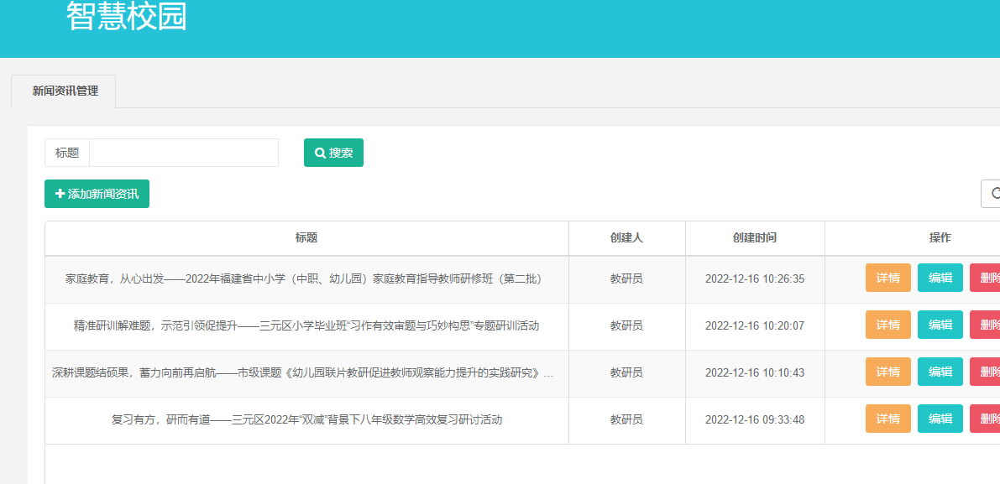 智慧校园
新闻资讯管理
标题 搜索
添加新闻资讯
标题 创建人 创建时间 操作
家庭教育，从心出发——2022年福建省中小学（中职、幼儿园）家庭教育指导教师研修班（第二批） 教研员 2022-12-16 10:26:35 详情 编辑 删除
精准研训解难题，示范引领促提升——三元区小学毕业班“习作有效审题与巧妙构思”专题研训活动 教研员 2022-12-16 10:20:07 详情 编辑 删除
深耕课题结硕果，蓄力向前再启航——市级课题《幼儿园联片教研促进教师观察能力提升的实践研究》... 教研员 2022-12-16 10:10:43 详情 编辑 删除
复习有方，研而有道——三元区2022年“双减”背景下八年级数学高效复习研讨活动 教研员 2022-12-16 09:33:48 详情 编辑 删除